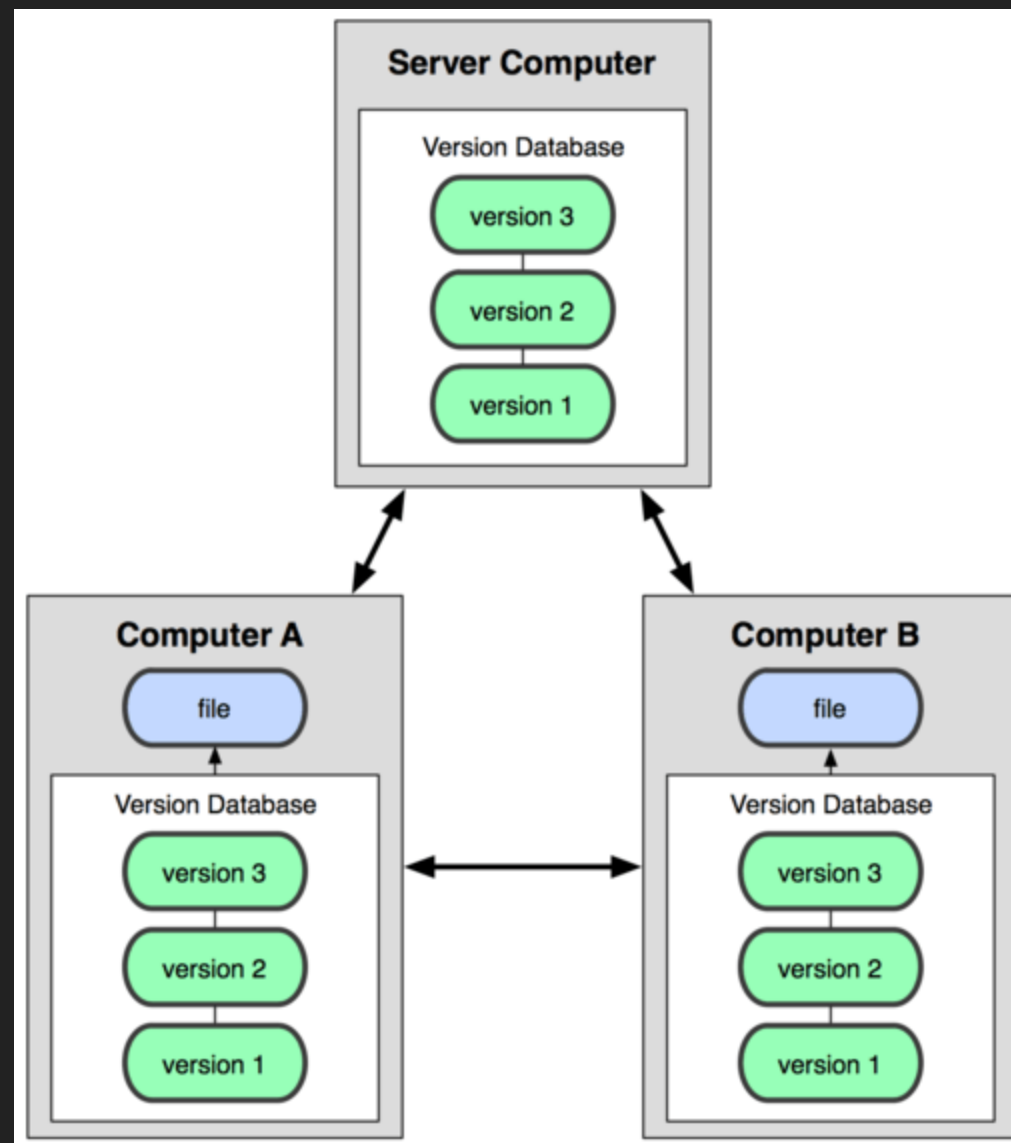 Server Computer
Version Database
version 3
version 2
version 1
Computer A
file
Version Database
version 3
version 2
version 1
Computer B
file
Version Database
version 3
version 2
version 1